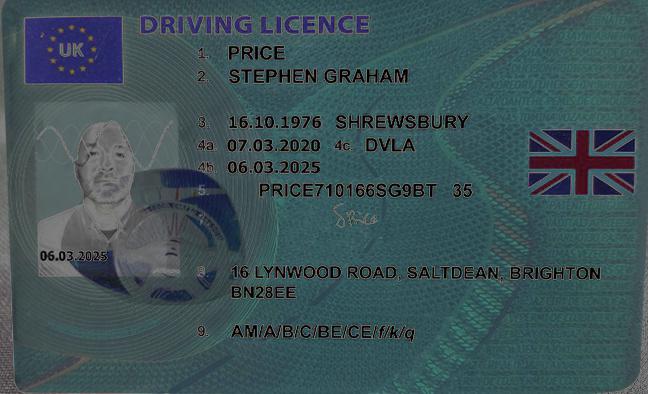 UK
DRIVING LICENCE
1. PRICE
2. STEPHEN GRAHAM
3. 16.10.1976 SHREWSBURY
4a. 07.03.2020 4c. DVLA
4b. 06.03.2025
5. PRICE710166SG9BT 35
S Price
06.03.2025
8. 16 LYNWOOD ROAD, SALTDEAN, BRIGHTON
BN28EE
9. AM/A/B/C/BE/CE/f/k/q